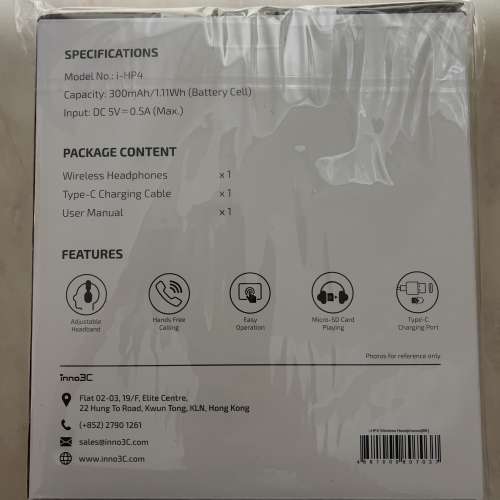 SPECIFICATIONS
Model No.: i-HP4
Capacity: 300mAh/1.11Wh (Battery Cell)
Input: DC 5V⎓0.5A (Max.)
PACKAGE CONTENT
Wireless Headphones x 1
Type-C Charging Cable x 1
User Manual x 1
FEATURES
Adjustable
Headband
Hands Free
Calling
Easy
Operation
Micro-SD Card
Playing
Type-C
Charging Port
Photos for reference only
inno3C
Flat 02-03, 19/F, Elite Centre,
22 Hung To Road, Kwun Tong, KLN, Hong Kong
(+852) 2790 1261
sales@inno3C.com
www.inno3C.com